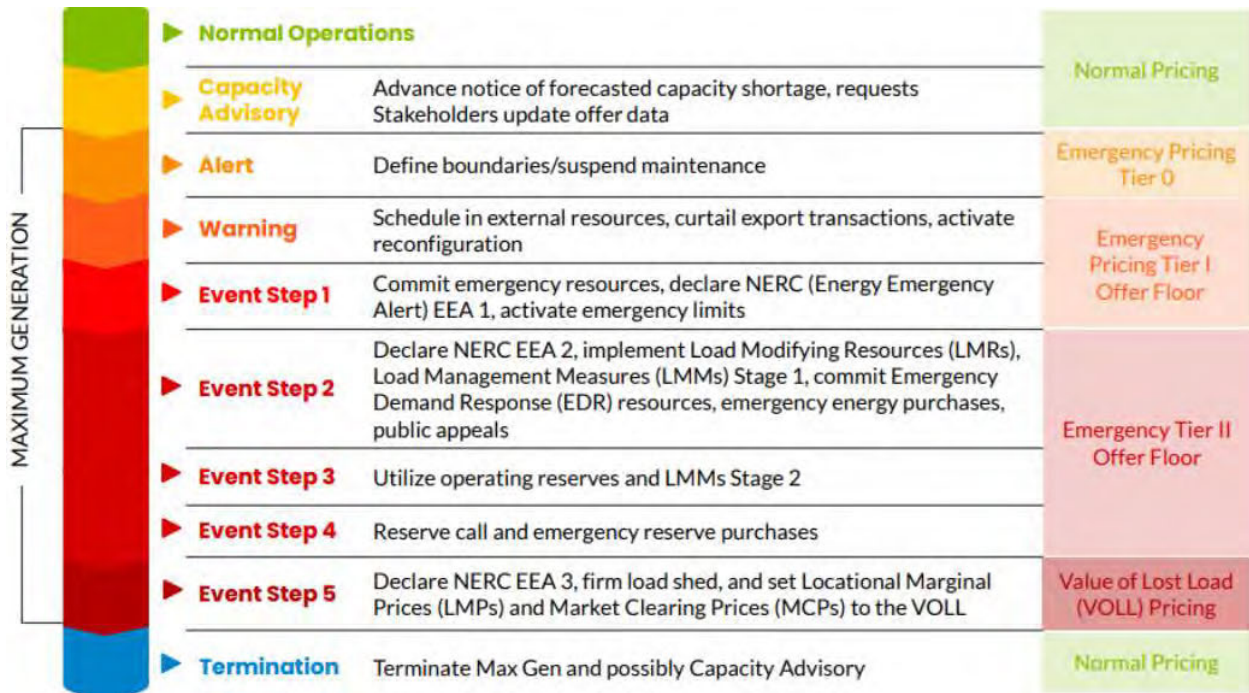 Normal Operations
Normal Pricing
Capacity
Advisory
Advance notice of forecasted capacity shortage, requests
Stakeholders update offer data
MAXIMUM GENERATION
Alert
Define boundaries/suspend maintenance
Emergency Pricing
Tier 0
Warning
Schedule in external resources, curtail export transactions, activate
reconfiguration
Emergency
Pricing Tier I
Offer Floor
Event Step 1
Commit emergency resources, declare NERC (Energy Emergency
Alert) EEA 1, activate emergency limits
Event Step 2
Declare NERC EEA 2, implement Load Modifying Resources (LMRs),
Load Management Measures (LMMs) Stage 1, commit Emergency
Demand Response (EDR) resources, emergency energy purchases,
public appeals
Emergency Tier II
Offer Floor
Event Step 3
Utilize operating reserves and LMMs Stage 2
Event Step 4
Reserve call and emergency reserve purchases
Event Step 5
Declare NERC EEA 3, firm load shed, and set Locational Marginal
Prices (LMPs) and Market Clearing Prices (MCPs) to the VOLL
Value of Lost Load
(VOLL) Pricing
Termination
Terminate Max Gen and possibly Capacity Advisory
Normal Pricing